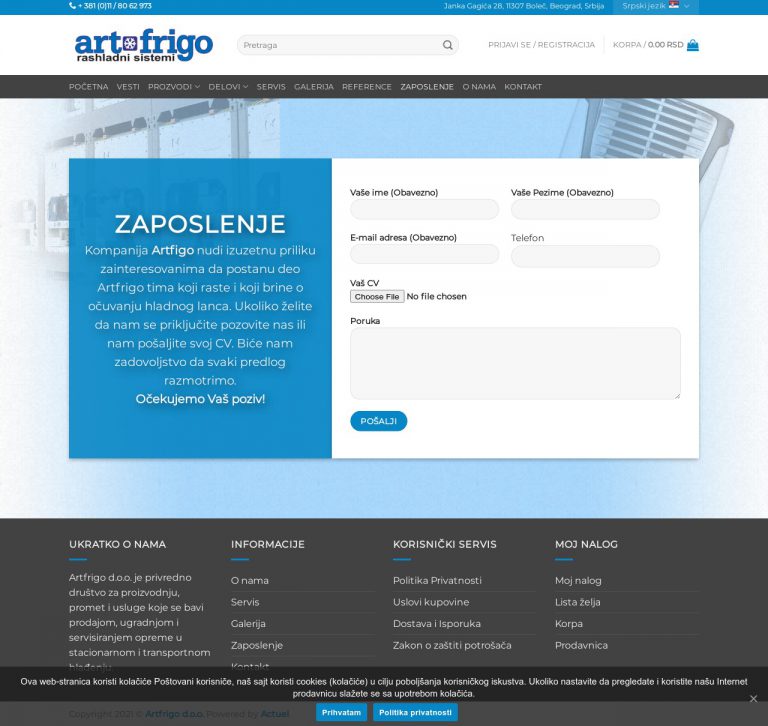 + 381 (0)11 / 80 62 973
Janka Gagića 28, 11307 Boleč, Beograd, Srbija
Srpski jezik
artofrigo
rashladni sistemi
Pretraga
PRIJAVI SE / REGISTRACIJA
KORPA / 0.00 RSD
POČETNA VESTI PROZVODI DELOVI SERVIS GALERIJA REFERENCE ZAPOSLENJE O NAMA KONTAKT
ZAPOSLENJE
Kompanija Artfigo nudi izuzetnu priliku
zainteresovanima da postanu deo
Artfrigo tima koji raste i koji brine o
očuvanju hladnog lanca. Ukoliko želite
da nam se priključite pozovite nas ili
nam pošaljite svoj CV. Biće nam
zadovoljstvo da svaki predlog
razmotrimo.
Očekujemo Vaš poziv!
Vaše ime (Obavezno)
Vaše Pezime (Obavezno)
E-mail adresa (Obavezno)
Telefon
Vaš CV
Choose File No file chosen
Poruka
POŠALJI
UKRATKO O NAMA
Artfrigo d.o.o. je privredno
društvo za proizvodnju,
promet i usluge koje se bavi
prodajom, ugradnjom i
servisiranjem opreme u
stacionarnom i transportnom
hlađenju.
INFORMACIJE
O nama
Servis
Galerija
Zaposlenje
Kontakt
KORISNIČKI SERVIS
Politika Privatnosti
Uslovi kupovine
Dostava i Isporuka
Zakon o zaštiti potrošača
MOJ NALOG
Moj nalog
Lista želja
Korpa
Prodavnica
Ova web-stranica koristi kolačiće Poštovani korisniče, naš sajt koristi cookies (kolačiće) u cilju poboljšanja korisničkog iskustva. Ukoliko nastavite da pregledate i koristite našu Internet
prodavnicu slažete se sa upotrebom kolačića.
Prihvatam
Politika privatnosti
Copyright 2021 © Artfrigo d.o.o. Powered by Actuel